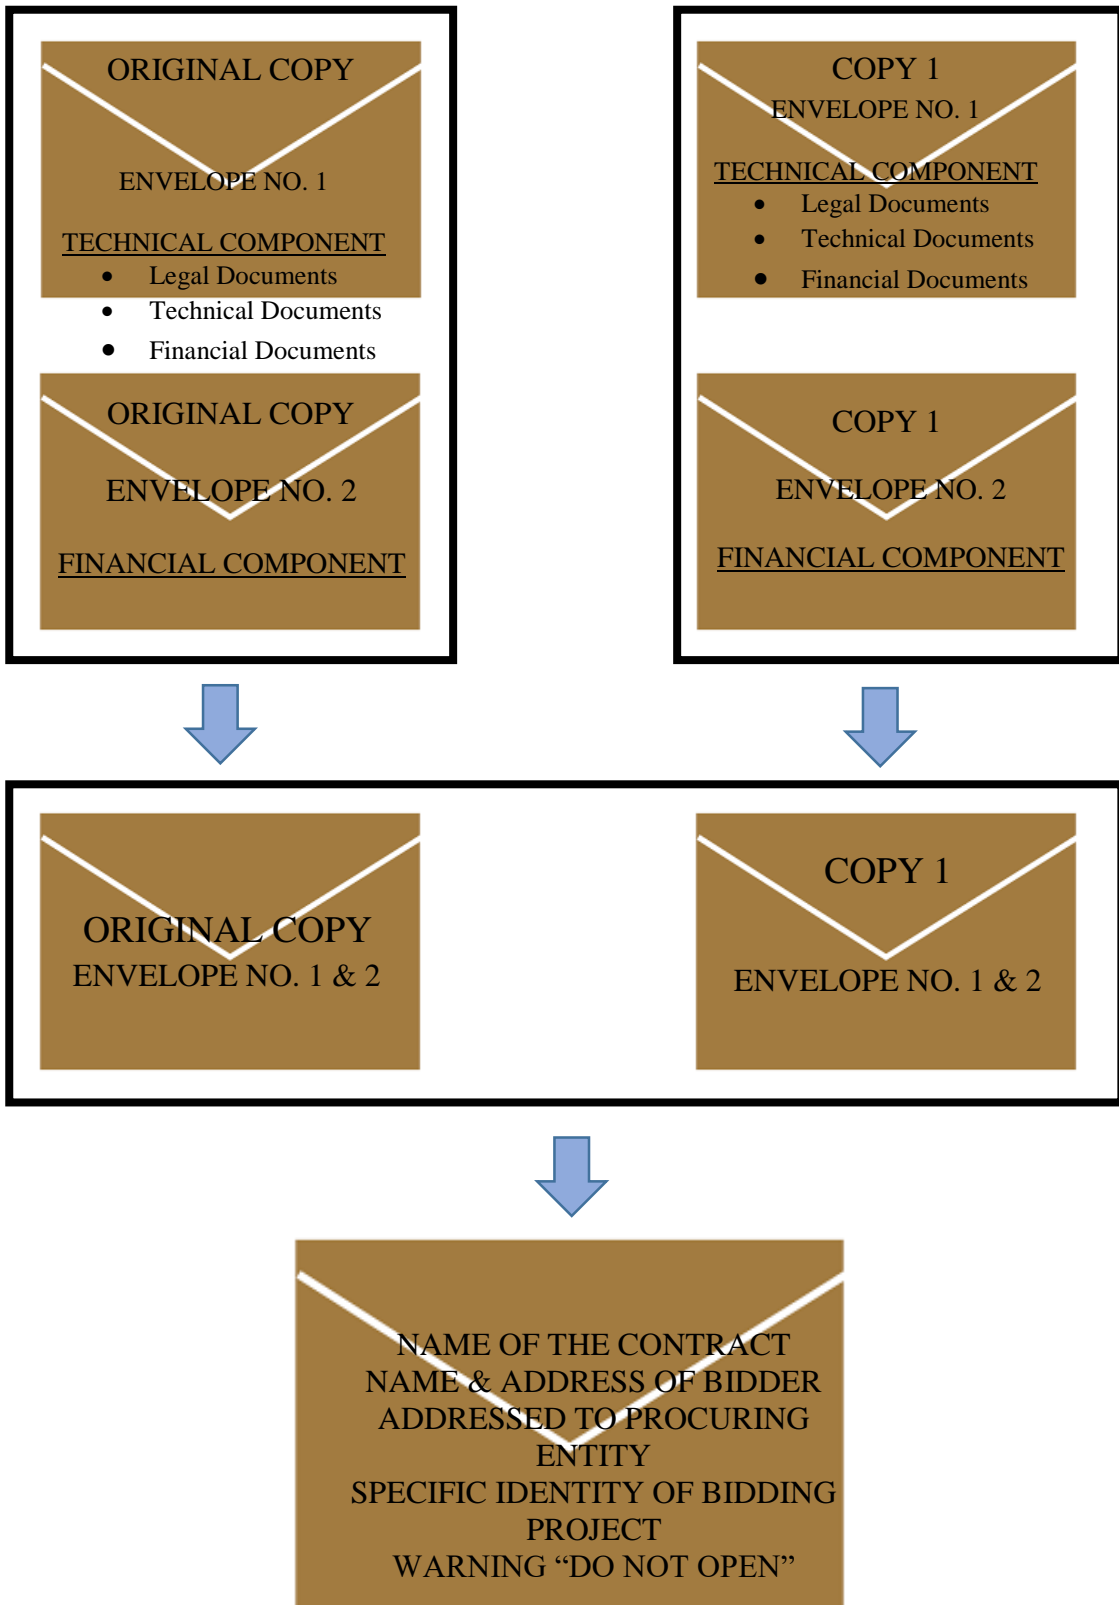 ORIGINAL COPY
ENVELOPE NO. 1
TECHNICAL COMPONENT
• Legal Documents
• Technical Documents
• Financial Documents
ORIGINAL COPY
ENVELOPE NO. 2
FINANCIAL COMPONENT
COPY 1
ENVELOPE NO. 1
TECHNICAL COMPONENT
• Legal Documents
• Technical Documents
• Financial Documents
COPY 1
ENVELOPE NO. 2
FINANCIAL COMPONENT
ORIGINAL COPY
ENVELOPE NO. 1 & 2
COPY 1
ENVELOPE NO. 1 & 2
NAME OF THE CONTRACT
NAME & ADDRESS OF BIDDER
ADDRESSED TO PROCURING
ENTITY
SPECIFIC IDENTITY OF BIDDING
PROJECT
WARNING “DO NOT OPEN”